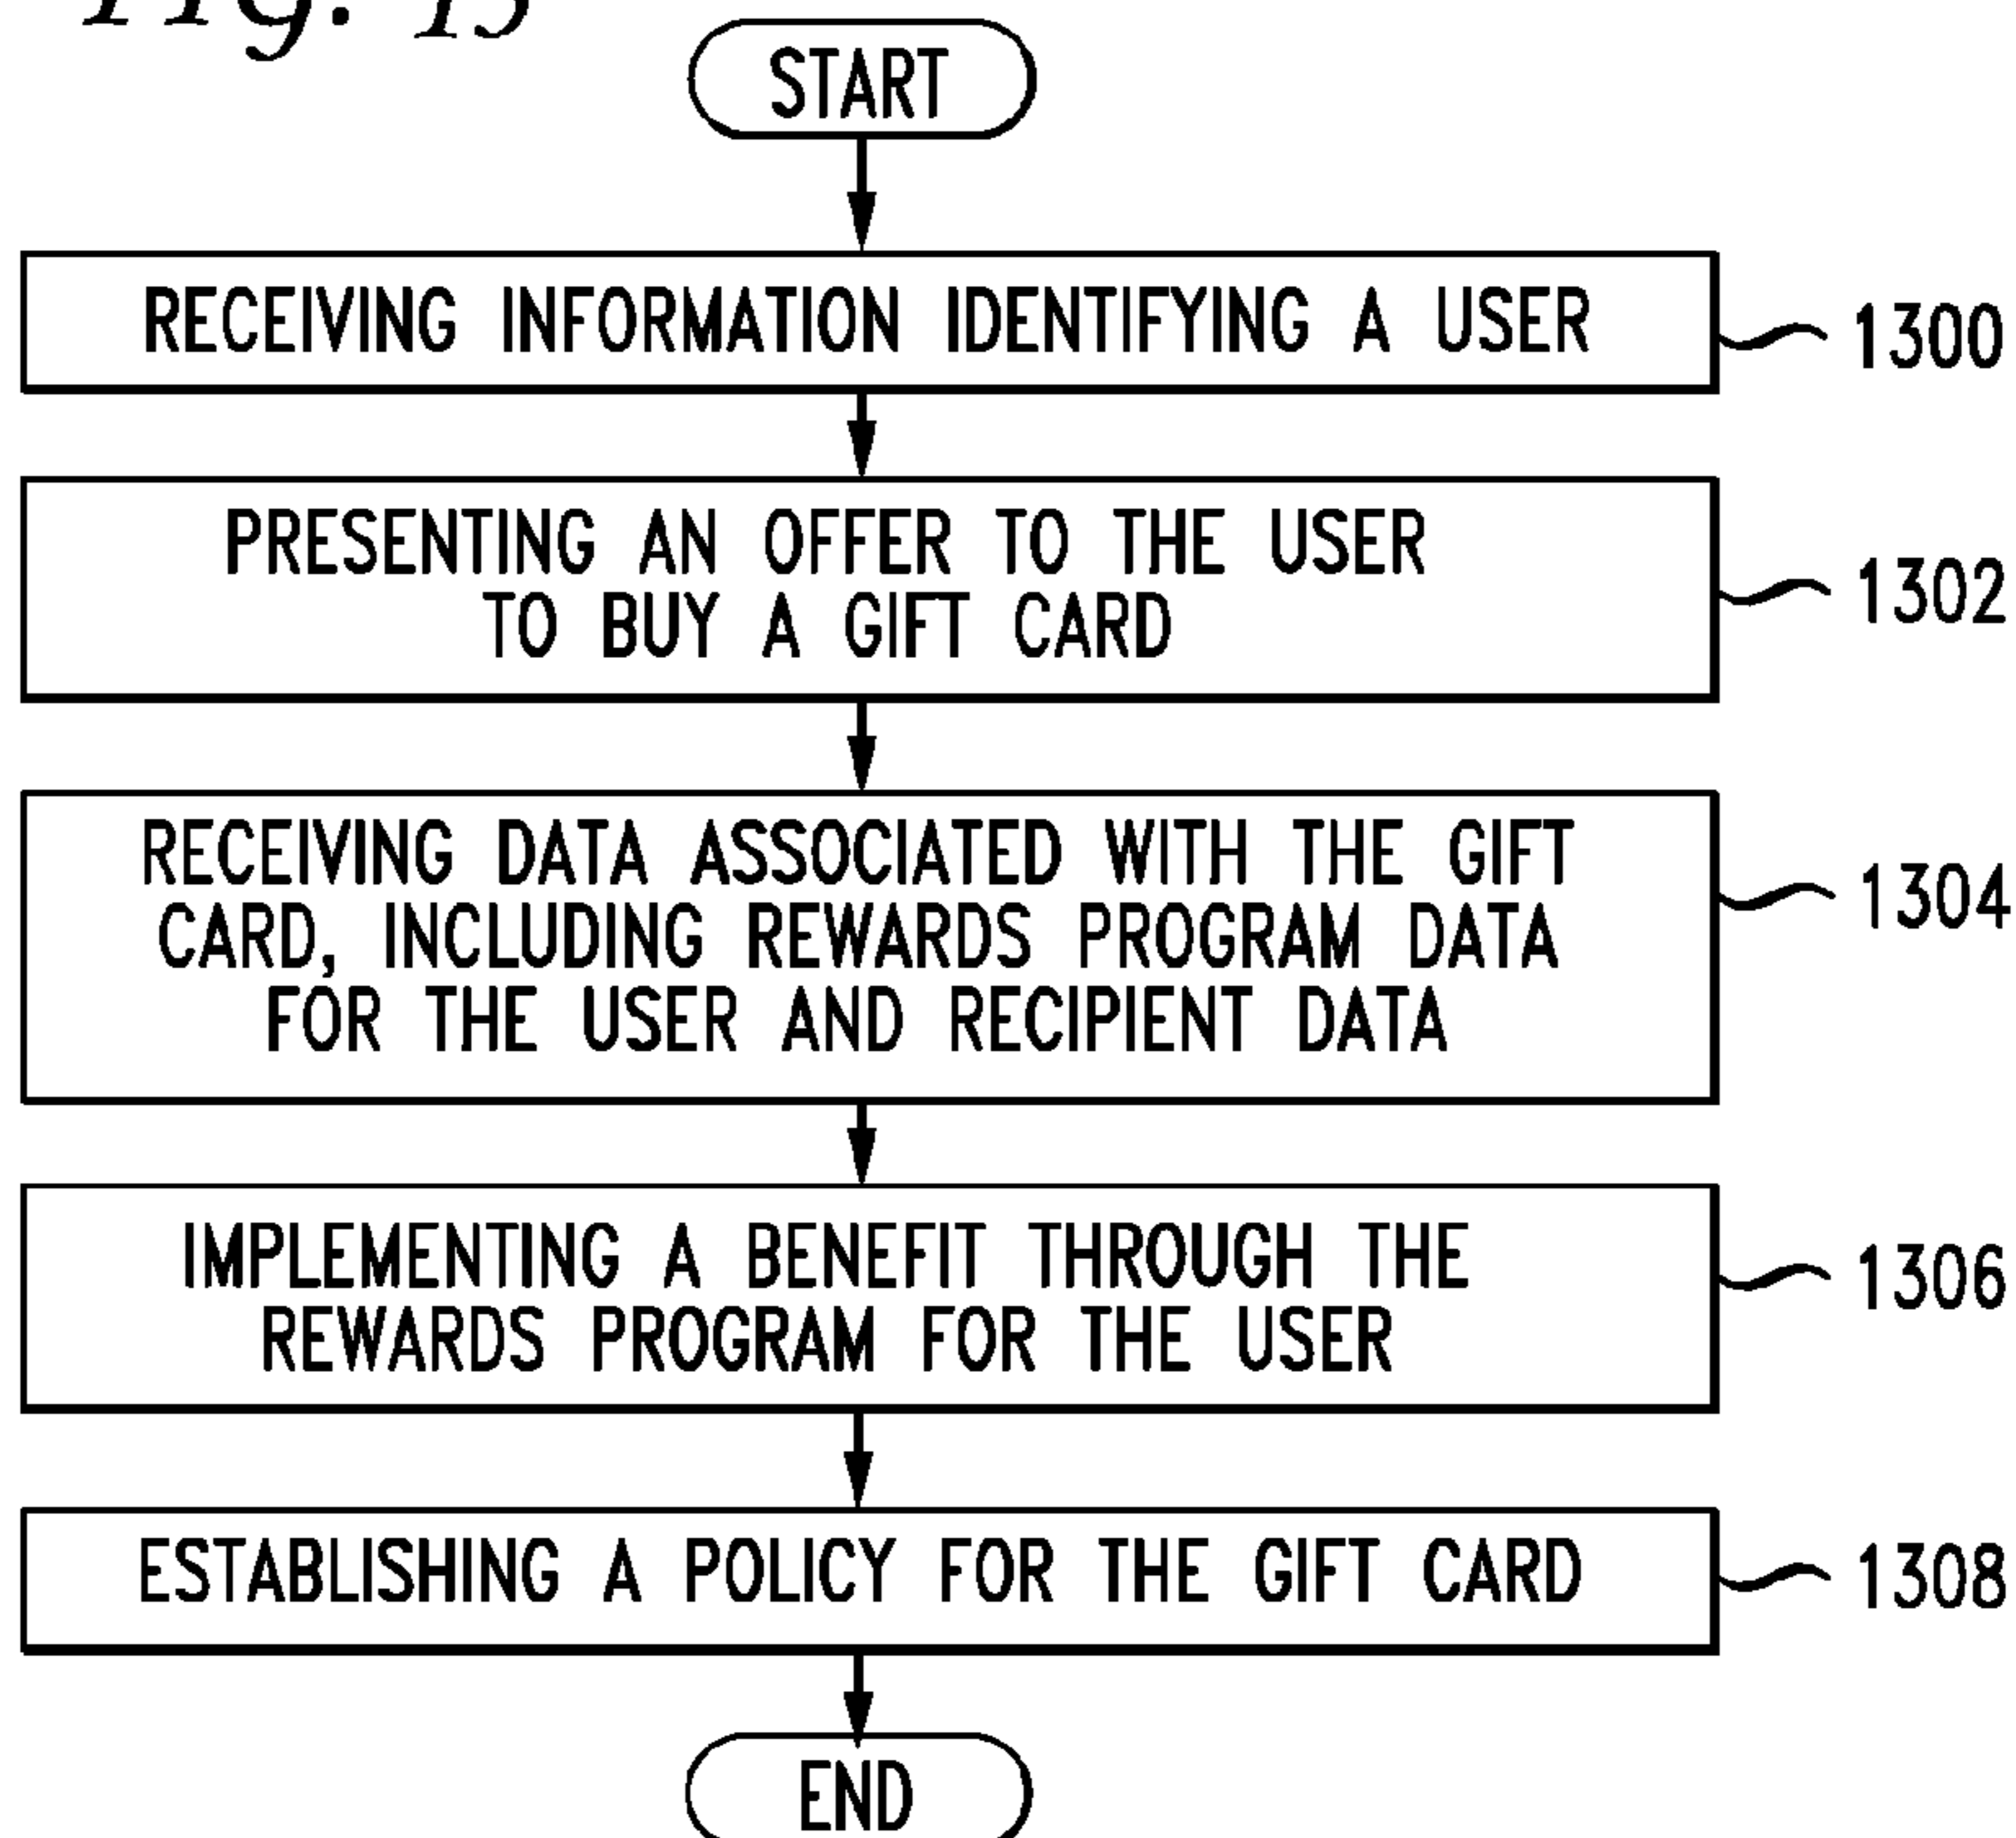 FIG. 13
START
RECEIVING INFORMATION IDENTIFYING A USER
1300
PRESENTING AN OFFER TO THE USER
TO BUY A GIFT CARD
1302
RECEIVING DATA ASSOCIATED WITH THE GIFT
CARD, INCLUDING REWARDS PROGRAM DATA
FOR THE USER AND RECIPIENT DATA
1304
IMPLEMENTING A BENEFIT THROUGH THE
REWARDS PROGRAM FOR THE USER
1306
ESTABLISHING A POLICY FOR THE GIFT CARD
1308
END